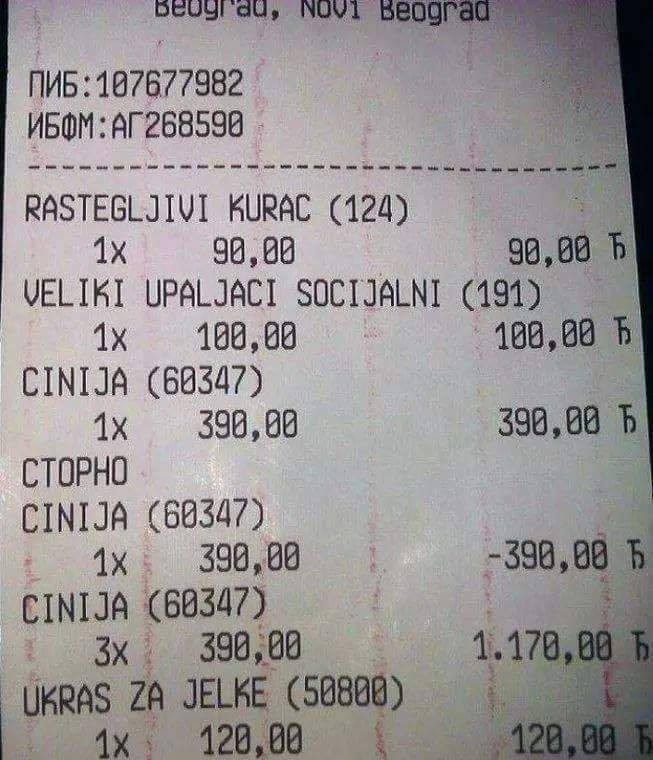 Beograd, Novi Beograd
ПИБ:107677982
ИБФМ:АГ268590
--------------------------------------
RASTEGLJIVI KURAC (124)
1x 90,00 90,00 Ђ
VELIKI UPALJACI SOCIJALNI (191)
1x 100,00 100,00 Ђ
CINIJA (60347)
1x 390,00 390,00 Ђ
СТОРНО
CINIJA (60347)
1x 390,00 -390,00 Ђ
CINIJA (60347)
3x 390,00 1.170,00 Ђ
UKRAS ZA JELKE (50800)
1x 120,00 120,00 Ђ